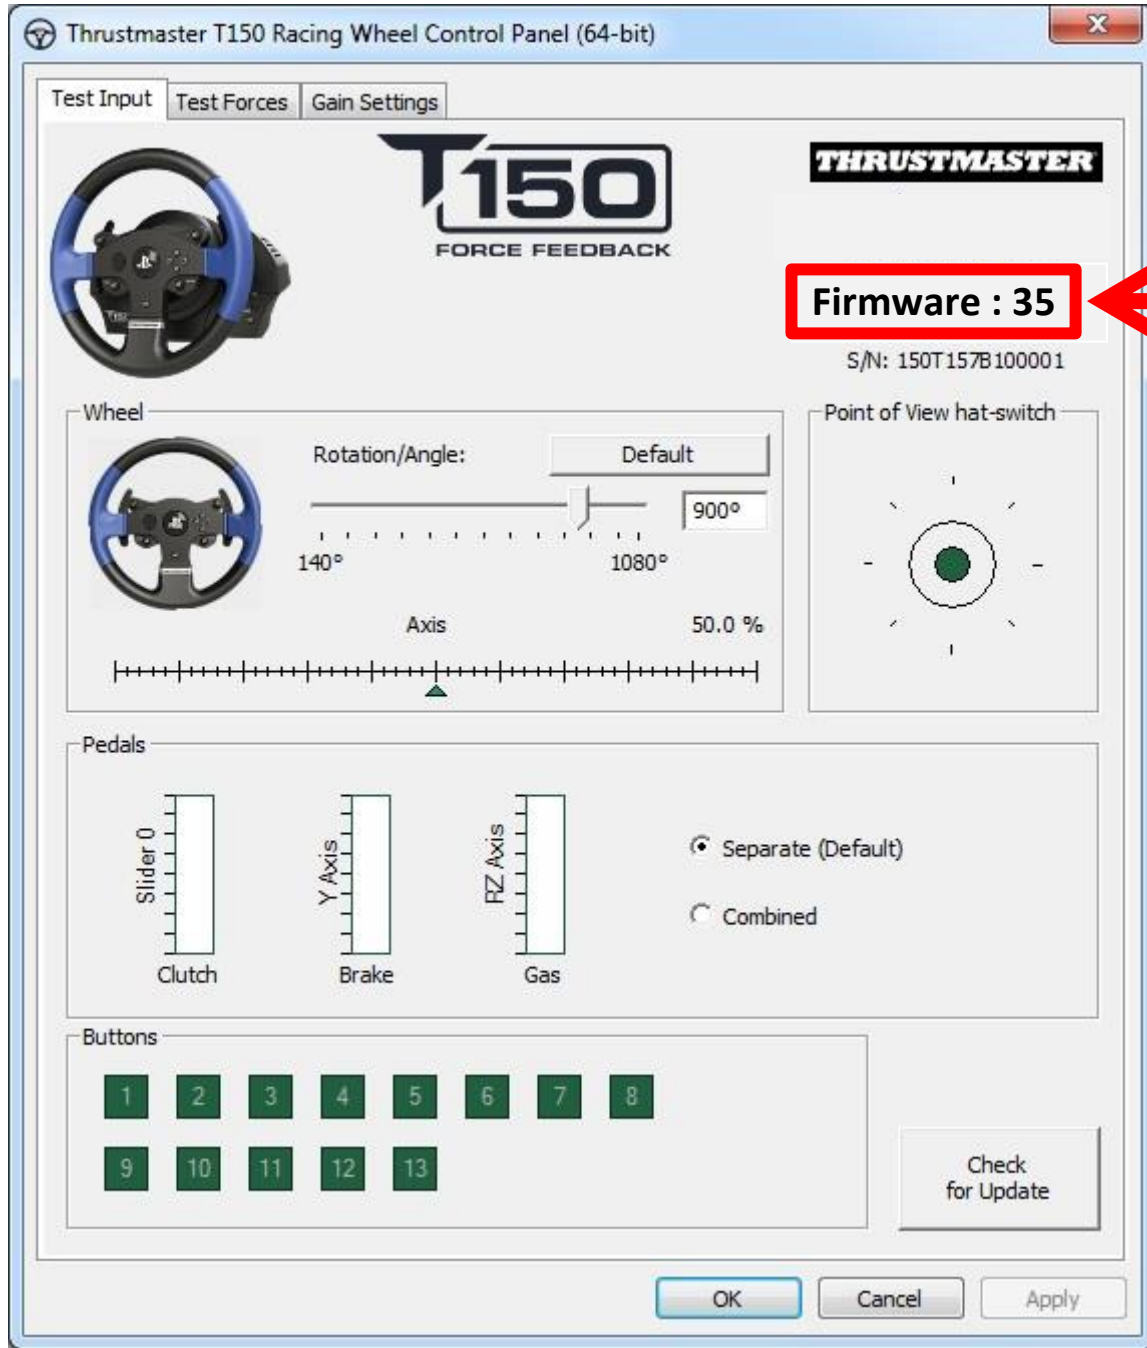 Thrustmaster T150 Racing Wheel Control Panel (64-bit)
Test Input Test Forces Gain Settings
T150
FORCE FEEDBACK
THRUSTMASTER
Firmware : 35
S/N: 150T157B100001
Wheel
Rotation/Angle: Default
900º
140º 1080º
Axis 50.0 %
Point of View hat-switch
Pedals
Slider 0
Clutch
Y Axis
Brake
RZ Axis
Gas
Separate (Default)
Combined
Buttons
1 2 3 4 5 6 7 8
9 10 11 12 13
Check
for Update
OK Cancel Apply